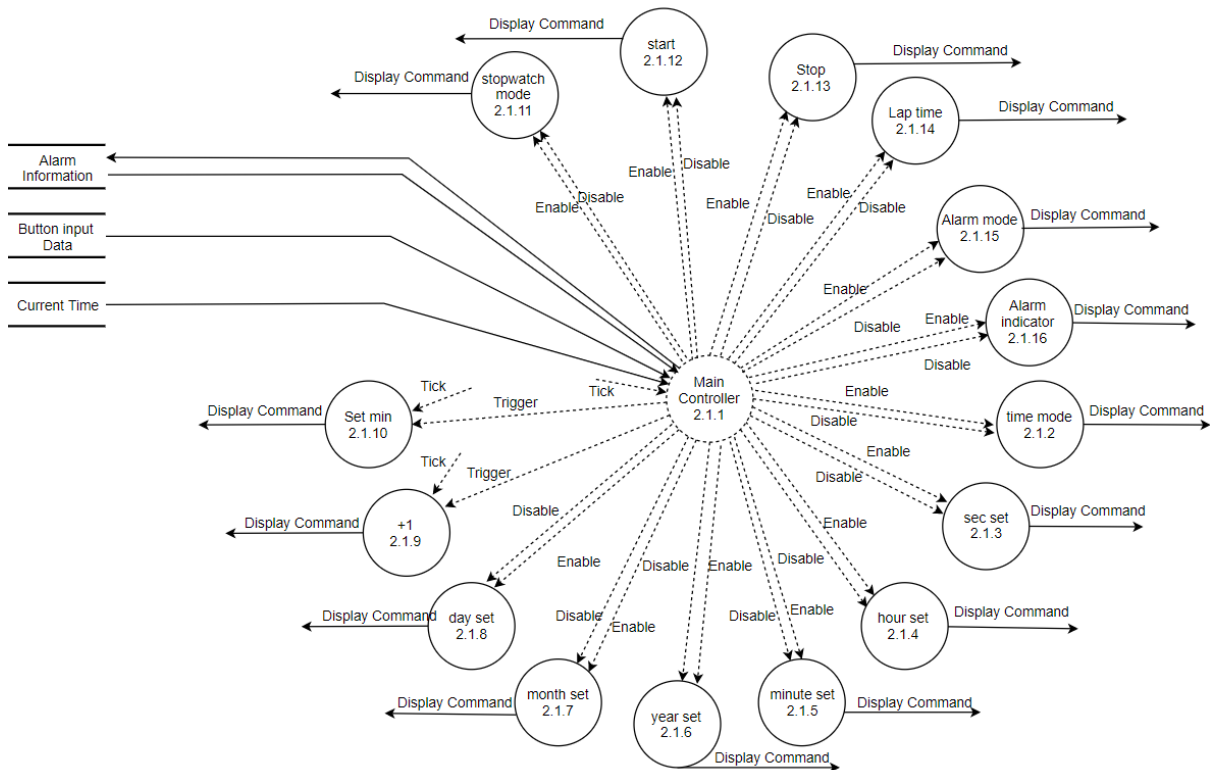 Display Command
start
2.1.12
Display Command
Stop
2.1.13
Display Command
stopwatch
mode
2.1.11
Display Command
Lap time
2.1.14
Alarm
Information
Enable
Disable
Enable
Disable
Enable
Disable
Enable
Disable
Button input
Data
Alarm mode
2.1.15
Display Command
Current Time
Enable
Disable
Enable
Disable
Alarm
indicator
2.1.16
Display Command
Main
Controller
2.1.1
Tick
Tick
Trigger
Display Command
Set min
2.1.10
Enable
Disable
time mode
2.1.2
Display Command
Tick
Trigger
Enable
Disable
Display Command
+1
2.1.9
sec set
2.1.3
Display Command
Disable
Enable
Enable
Disable
Enable
Disable
Display Command
day set
2.1.8
Disable
Enable
Disable
Enable
hour set
2.1.4
Display Command
Display Command
month set
2.1.7
year set
2.1.6
minute set
2.1.5
Display Command
Display Command